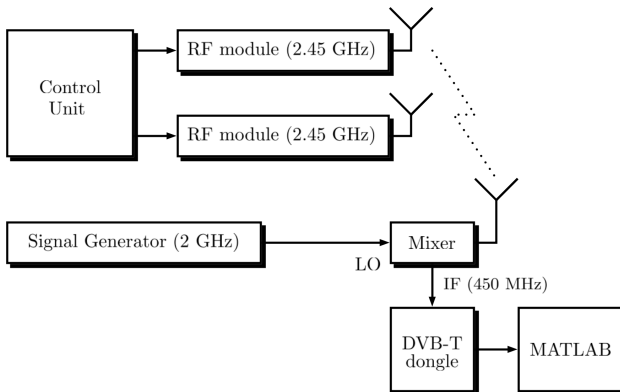 RF module (2.45 GHz)
Control
Unit
RF module (2.45 GHz)
Signal Generator (2 GHz)
Mixer
LO
IF (450 MHz)
DVB-T
dongle
MATLAB